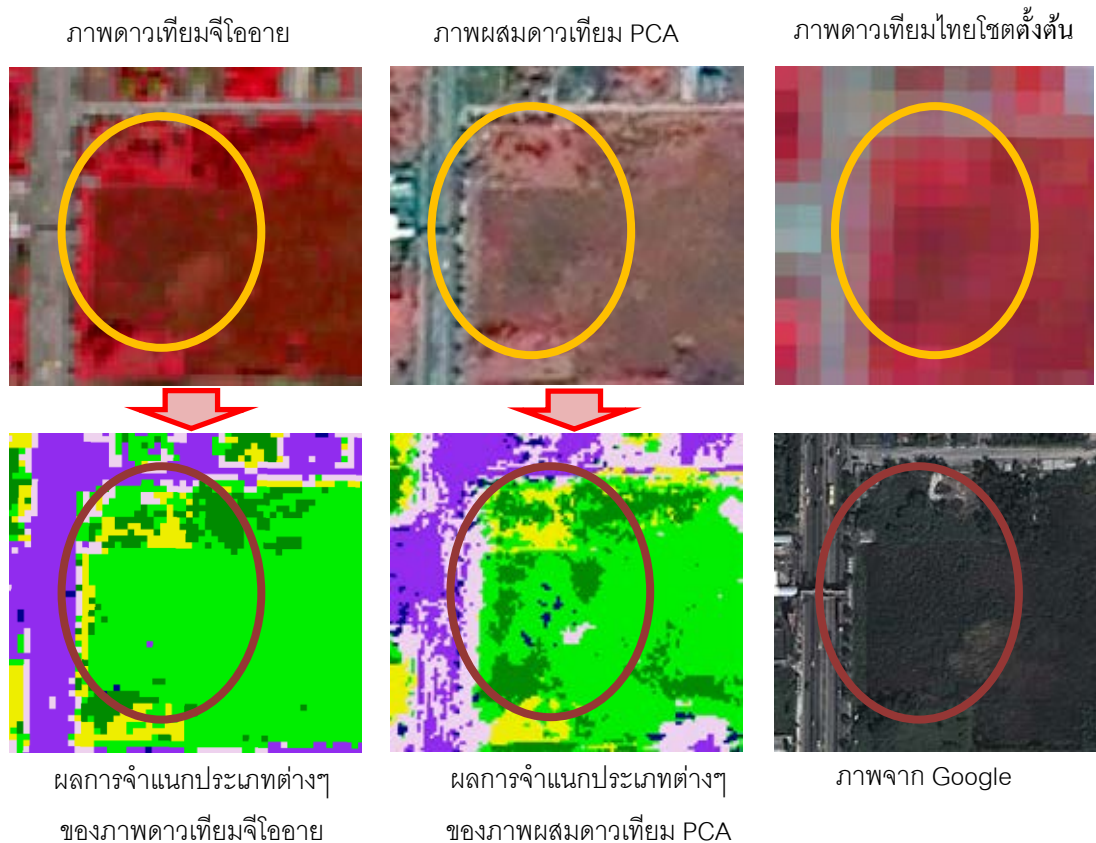 ภาพดาวเทียมจีโออาย
ภาพผสมดาวเทียม PCA
ภาพดาวเทียมไทยโชตตั้งต้น
ผลการจำแนกประเภทต่างๆ
ของภาพดาวเทียมจีโออาย
ผลการจำแนกประเภทต่างๆ
ของภาพผสมดาวเทียม PCA
ภาพจาก Google